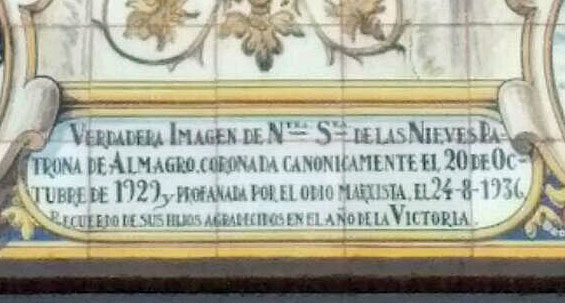 VERDADERA IMAGEN DE Nᵗʳᵃ Sʳᵃ DE LAS NIEVES PA-
TRONA DE ALMAGRO. CORONADA CANONICAMENTE EL 20 DE OC-
TUBRE DE 1929 y PROFANADA POR EL ODIO MARXISTA, EL 24-8-1936
RECUERDO DE SUS HIJOS AGRADECIDOS EN EL AÑO DE LA VICTORIA.